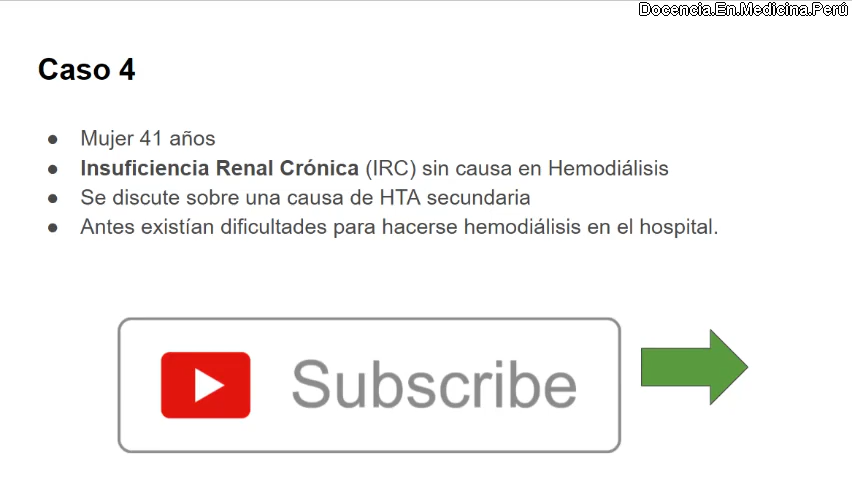 Docencia.En.Medicina.Perú
Caso 4
● Mujer 41 años
● Insuficiencia Renal Crónica (IRC) sin causa en Hemodiálisis
● Se discute sobre una causa de HTA secundaria
● Antes existían dificultades para hacerse hemodiálisis en el hospital.
Subscribe